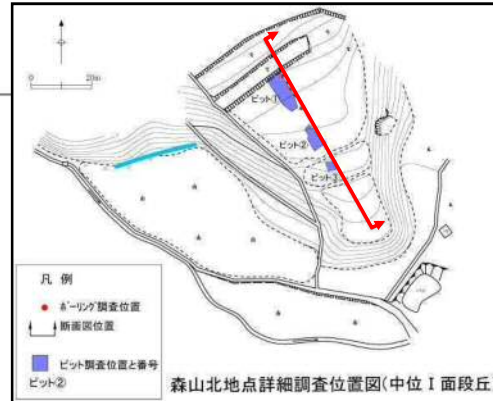 0 20m
ピット①
ピット②
ピット③
凡 例
ボーリング調査位置
断面図位置
ピット調査位置と番号
ピット②
森山北地点詳細調査位置図(中位Ⅰ面段丘